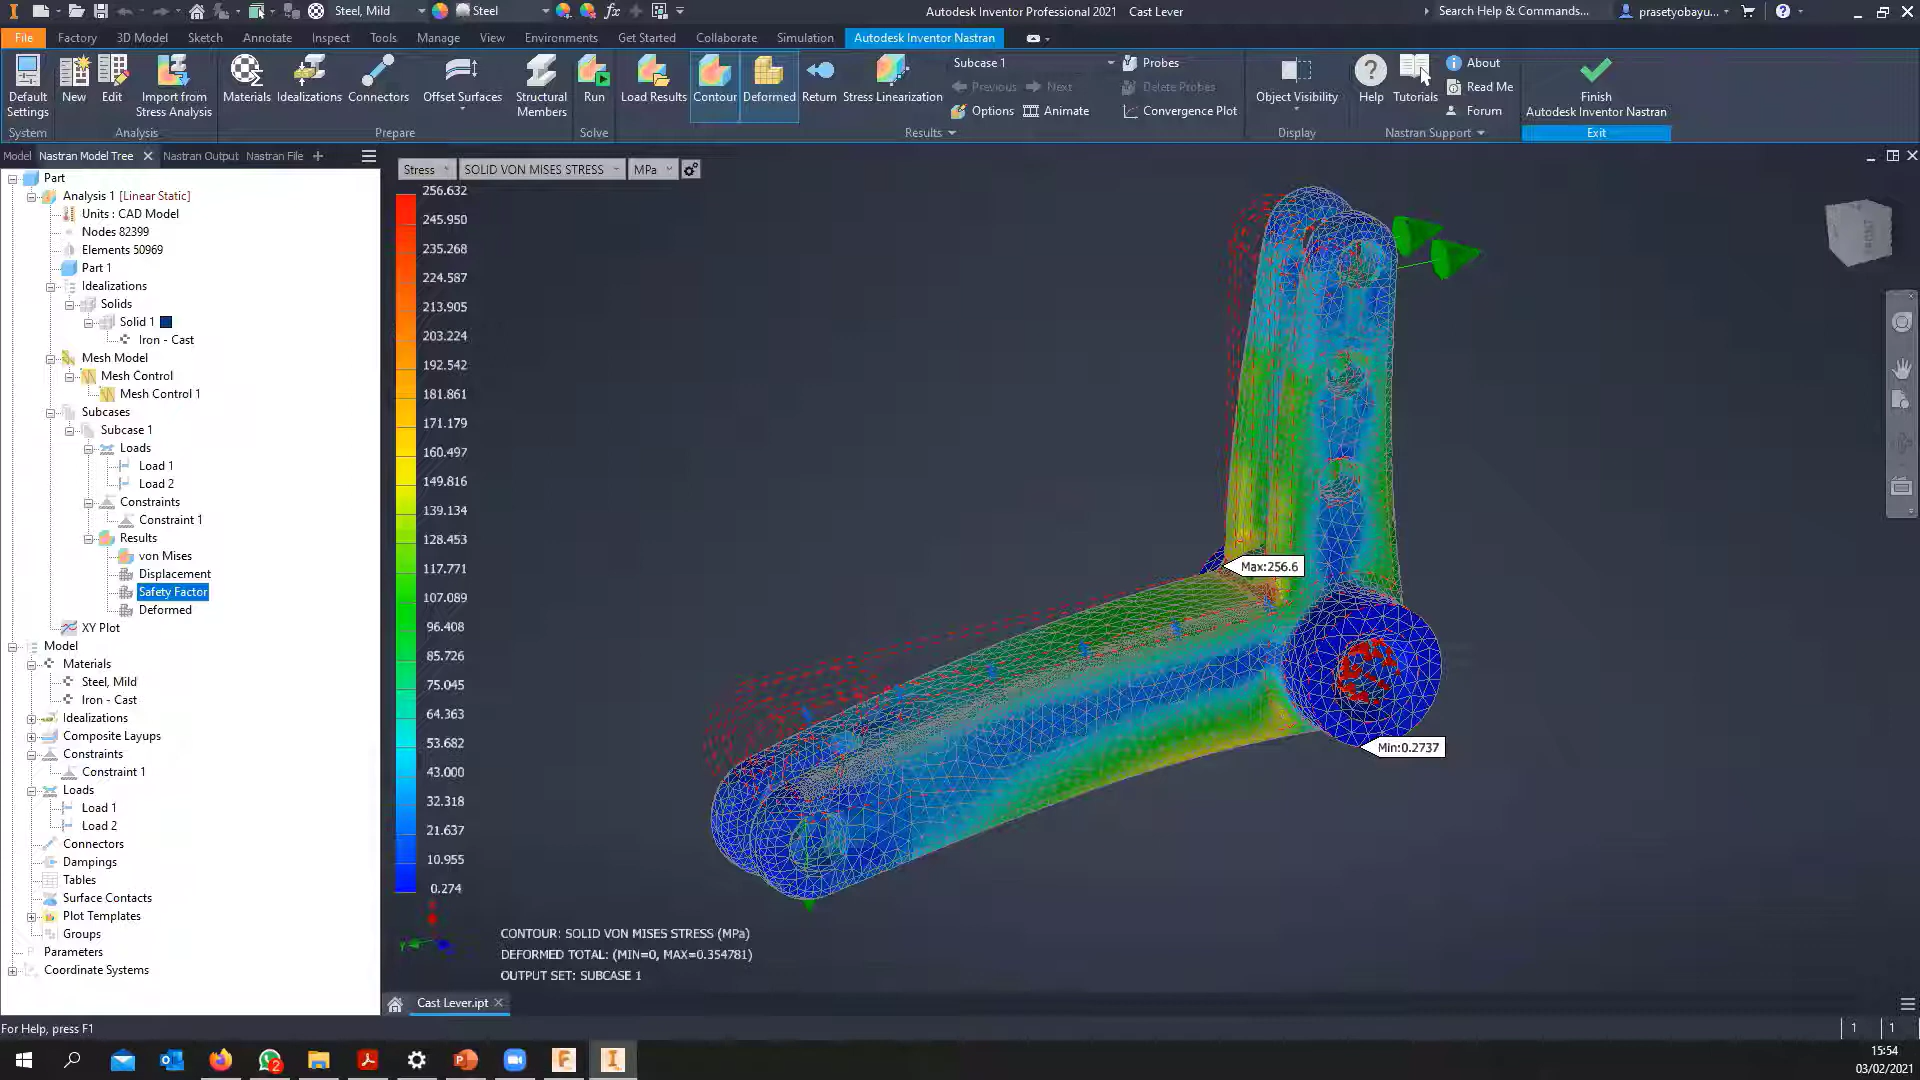 Steel, Mild
Steel
fx
Autodesk Inventor Professional 2021 Cast Lever
Search Help & Commands...
prasetyobayu...
File Factory 3D Model Sketch Annotate Inspect Tools Manage View Environments Get Started Collaborate Simulation Autodesk Inventor Nastran
Default Settings
New
Edit
Import from Stress Analysis
Materials
Idealizations
Connectors
Offset Surfaces
Structural Members
Run
Load Results
Contour
Deformed
Return
Stress Linearization
Subcase 1
Previous Next
Options Animate
Probes
Delete Probes
Convergence Plot
Object Visibility
Help
Tutorials
About
Read Me
Forum
Finish
Autodesk Inventor Nastran
System Analysis Prepare Solve Results Display Nastran Support Exit
Model Nastran Model Tree Nastran Output Nastran File
Part
Analysis 1 [Linear Static]
Units : CAD Model
Nodes 82399
Elements 50969
Part 1
Idealizations
Solids
Solid 1
Iron - Cast
Mesh Model
Mesh Control
Mesh Control 1
Subcases
Subcase 1
Loads
Load 1
Load 2
Constraints
Constraint 1
Results
von Mises
Displacement
Safety Factor
Deformed
XY Plot
Model
Materials
Steel, Mild
Iron - Cast
Idealizations
Composite Layups
Constraints
Constraint 1
Loads
Load 1
Load 2
Connectors
Dampings
Tables
Surface Contacts
Plot Templates
Groups
Parameters
Coordinate Systems
Stress SOLID VON MISES STRESS MPa
256.632
245.950
235.268
224.587
213.905
203.224
192.542
181.861
171.179
160.497
149.816
139.134
128.453
117.771
107.089
96.408
85.726
75.045
64.363
53.682
43.000
32.318
21.637
10.955
0.274
Max:256.6
Min:0.2737
CONTOUR: SOLID VON MISES STRESS (MPa)
DEFORMED TOTAL: (MIN=0, MAX=0.354781)
OUTPUT SET: SUBCASE 1
Cast Lever.ipt
For Help, press F1
1 1
2
15:54
03/02/2021